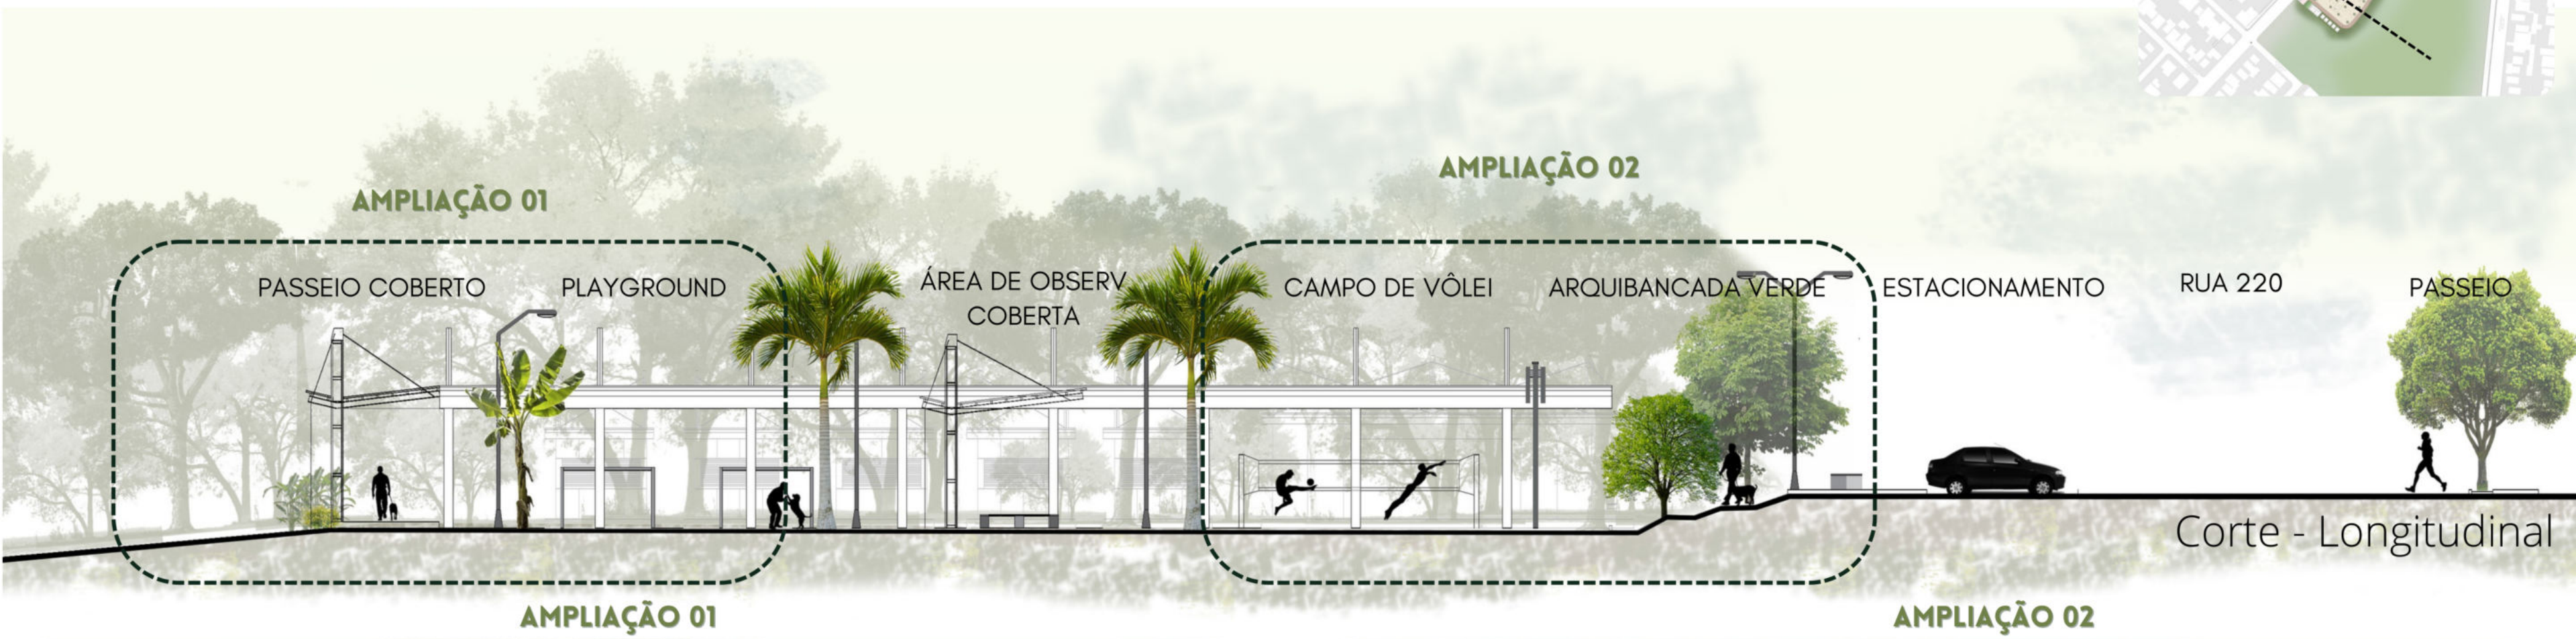 AMPLIAÇÃO 02
AMPLIAÇÃO 01
PASSEIO COBERTO
PLAYGROUND
ÁREA DE OBSERV
COBERTA
CAMPO DE VÔLEI
ARQUIBANCADA VERDE
ESTACIONAMENTO
RUA 220
PASSEIO
Corte - Longitudinal
AMPLIAÇÃO 01
AMPLIAÇÃO 02